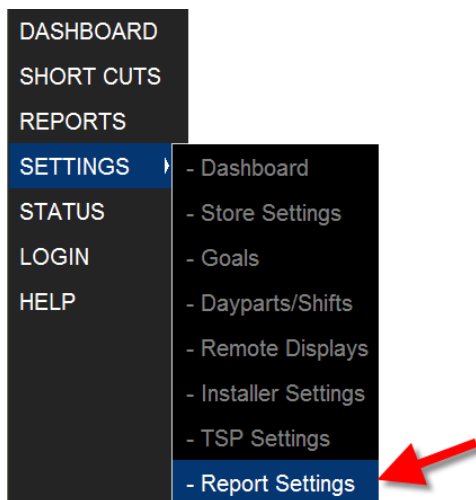 DASHBOARD
SHORT CUTS
REPORTS
SETTINGS
STATUS
LOGIN
HELP
- Dashboard
- Store Settings
- Goals
- Dayparts/Shifts
- Remote Displays
- Installer Settings
- TSP Settings
- Report Settings